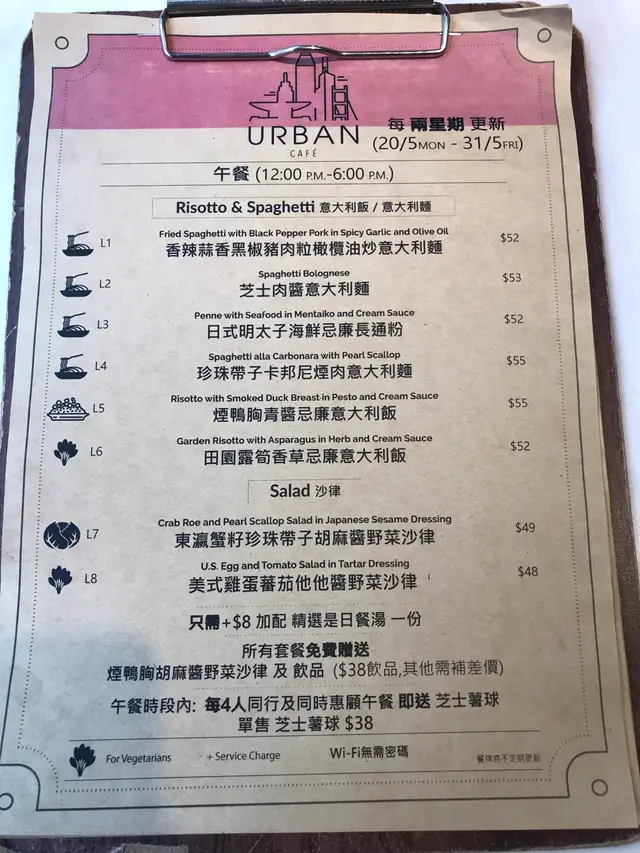 URBAN
CAFÉ
每 兩星期 更新
(20/5MON - 31/5FRI)
午餐 (12:00 P.M.-6:00 P.M.)
Risotto & Spaghetti 意大利飯 / 意大利麵
Fried Spaghetti with Black Pepper Pork in Spicy Garlic and Olive Oil
L1 香辣蒜香黑椒豬肉粒橄欖油炒意大利麵 $52
Spaghetti Bolognese
L2 芝士肉醬意大利麵 $53
Penne with Seafood in Mentaiko and Cream Sauce
L3 日式明太子海鮮忌廉長通粉 $52
Spaghetti alla Carbonara with Pearl Scallop
L4 珍珠帶子卡邦尼煙肉意大利麵 $55
Risotto with Smoked Duck Breast in Pesto and Cream Sauce
L5 煙鴨胸青醬忌廉意大利飯 $55
Garden Risotto with Asparagus in Herb and Cream Sauce
L6 田園露筍香草忌廉意大利飯 $52
Salad 沙律
Crab Roe and Pearl Scallop Salad in Japanese Sesame Dressing
L7 東瀛蟹籽珍珠帶子胡麻醬野菜沙律 $49
U.S. Egg and Tomato Salad in Tartar Dressing
L8 美式雞蛋蕃茄他他醬野菜沙律 $48
只需+$8 加配 精選是日餐湯 一份
所有套餐免費贈送
煙鴨胸胡麻醬野菜沙律 及 飲品 ($38飲品,其他需補差價)
午餐時段內: 每4人同行及同時惠顧午餐 即送 芝士薯球
單售 芝士薯球 $38
For Vegetarians + Service Charge Wi-Fi無需密碼 餐牌將不定期更新